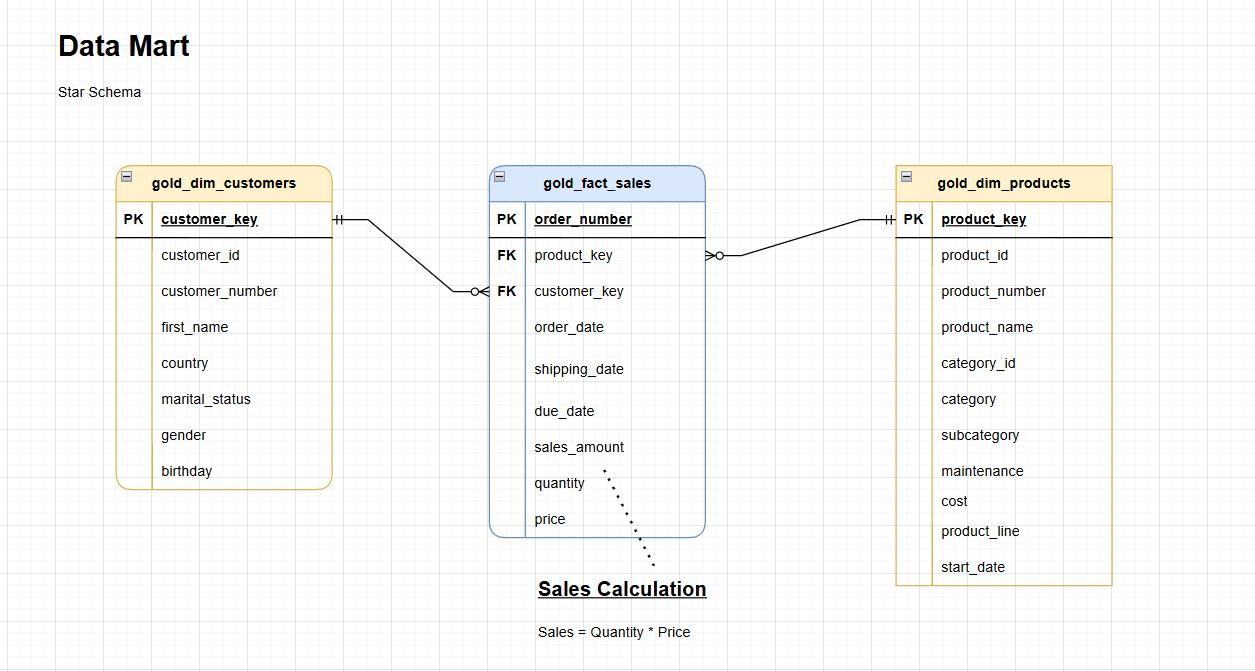 Data Mart
Star Schema
gold_dim_customers
PK customer_key
customer_id
customer_number
first_name
country
marital_status
gender
birthday
gold_fact_sales
PK order_number
FK product_key
FK customer_key
order_date
shipping_date
due_date
sales_amount
quantity
price
gold_dim_products
PK product_key
product_id
product_number
product_name
category_id
category
subcategory
maintenance
cost
product_line
start_date
Sales Calculation
Sales = Quantity * Price